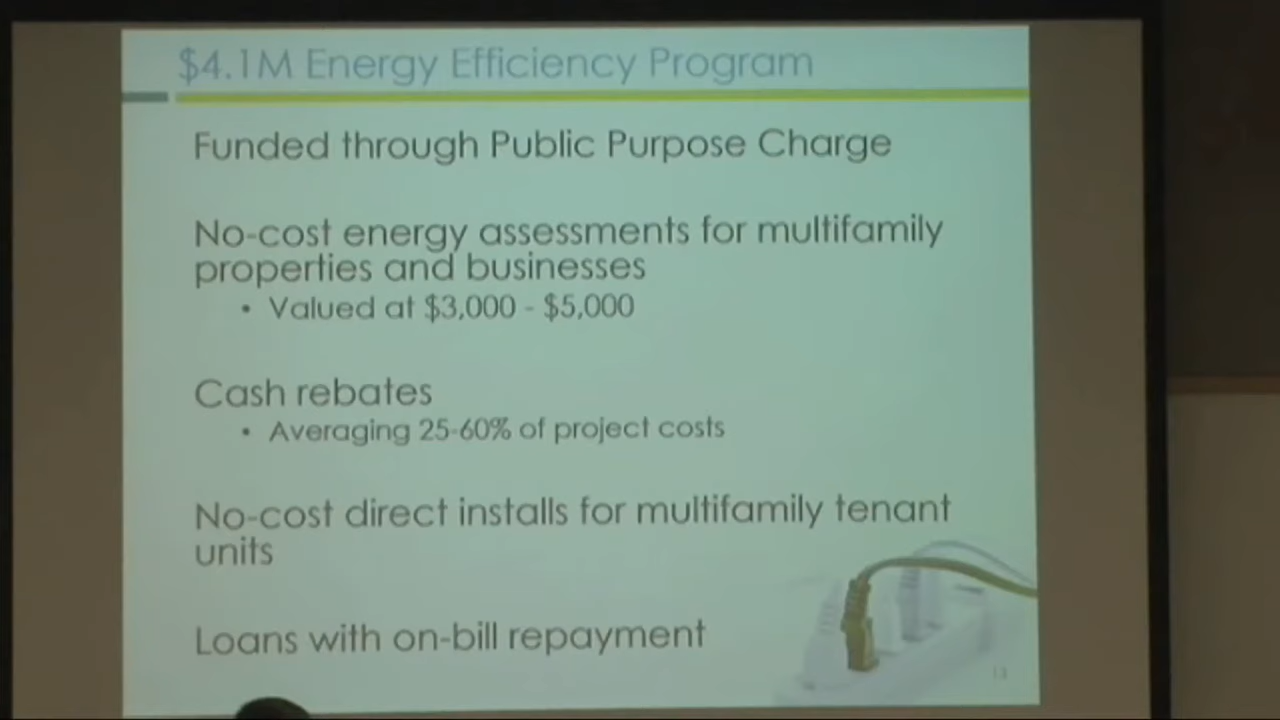 $4.1M Energy Efficiency Program
Funded through Public Purpose Charge
No-cost energy assessments for multifamily
properties and businesses
• Valued at $3,000 - $5,000
Cash rebates
• Averaging 25-60% of project costs
No-cost direct installs for multifamily tenant
units
Loans with on-bill repayment
13